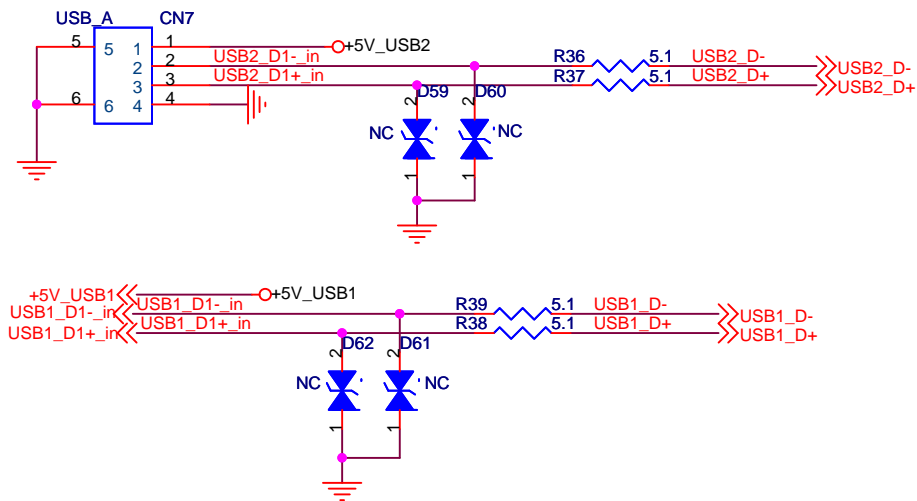 USB_A CN7
5 5 1 1 +5V_USB2
2 2 USB2_D1-_in R36 5.1 USB2_D- USB2_D-
3 3 USB2_D1+_in R37 5.1 USB2_D+ USB2_D+
6 6 4 4
D59 D60
2 2
NC NC
1 1
+5V_USB1 +5V_USB1
USB1_D1-_in USB1_D1-_in R39 5.1 USB1_D- USB1_D-
USB1_D1+_in USB1_D1+_in R38 5.1 USB1_D+ USB1_D+
D62 D61
2 2
NC NC
1 1